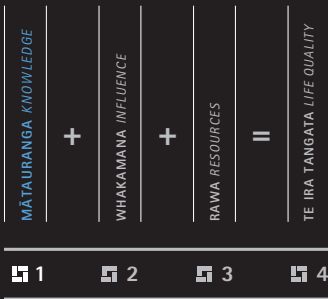 MĀTAURANGA KNOWLEDGE
+
WHAKAMANA INFLUENCE
+
RAWA RESOURCES
=
TE IRA TANGATA LIFE QUALITY
1 2 3 4